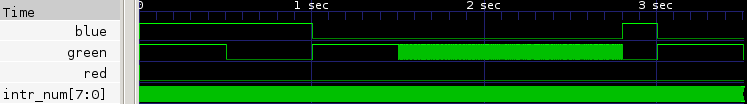 Time
0 1 sec 2 sec 3 sec
blue
green
red
intr_num[7:0]